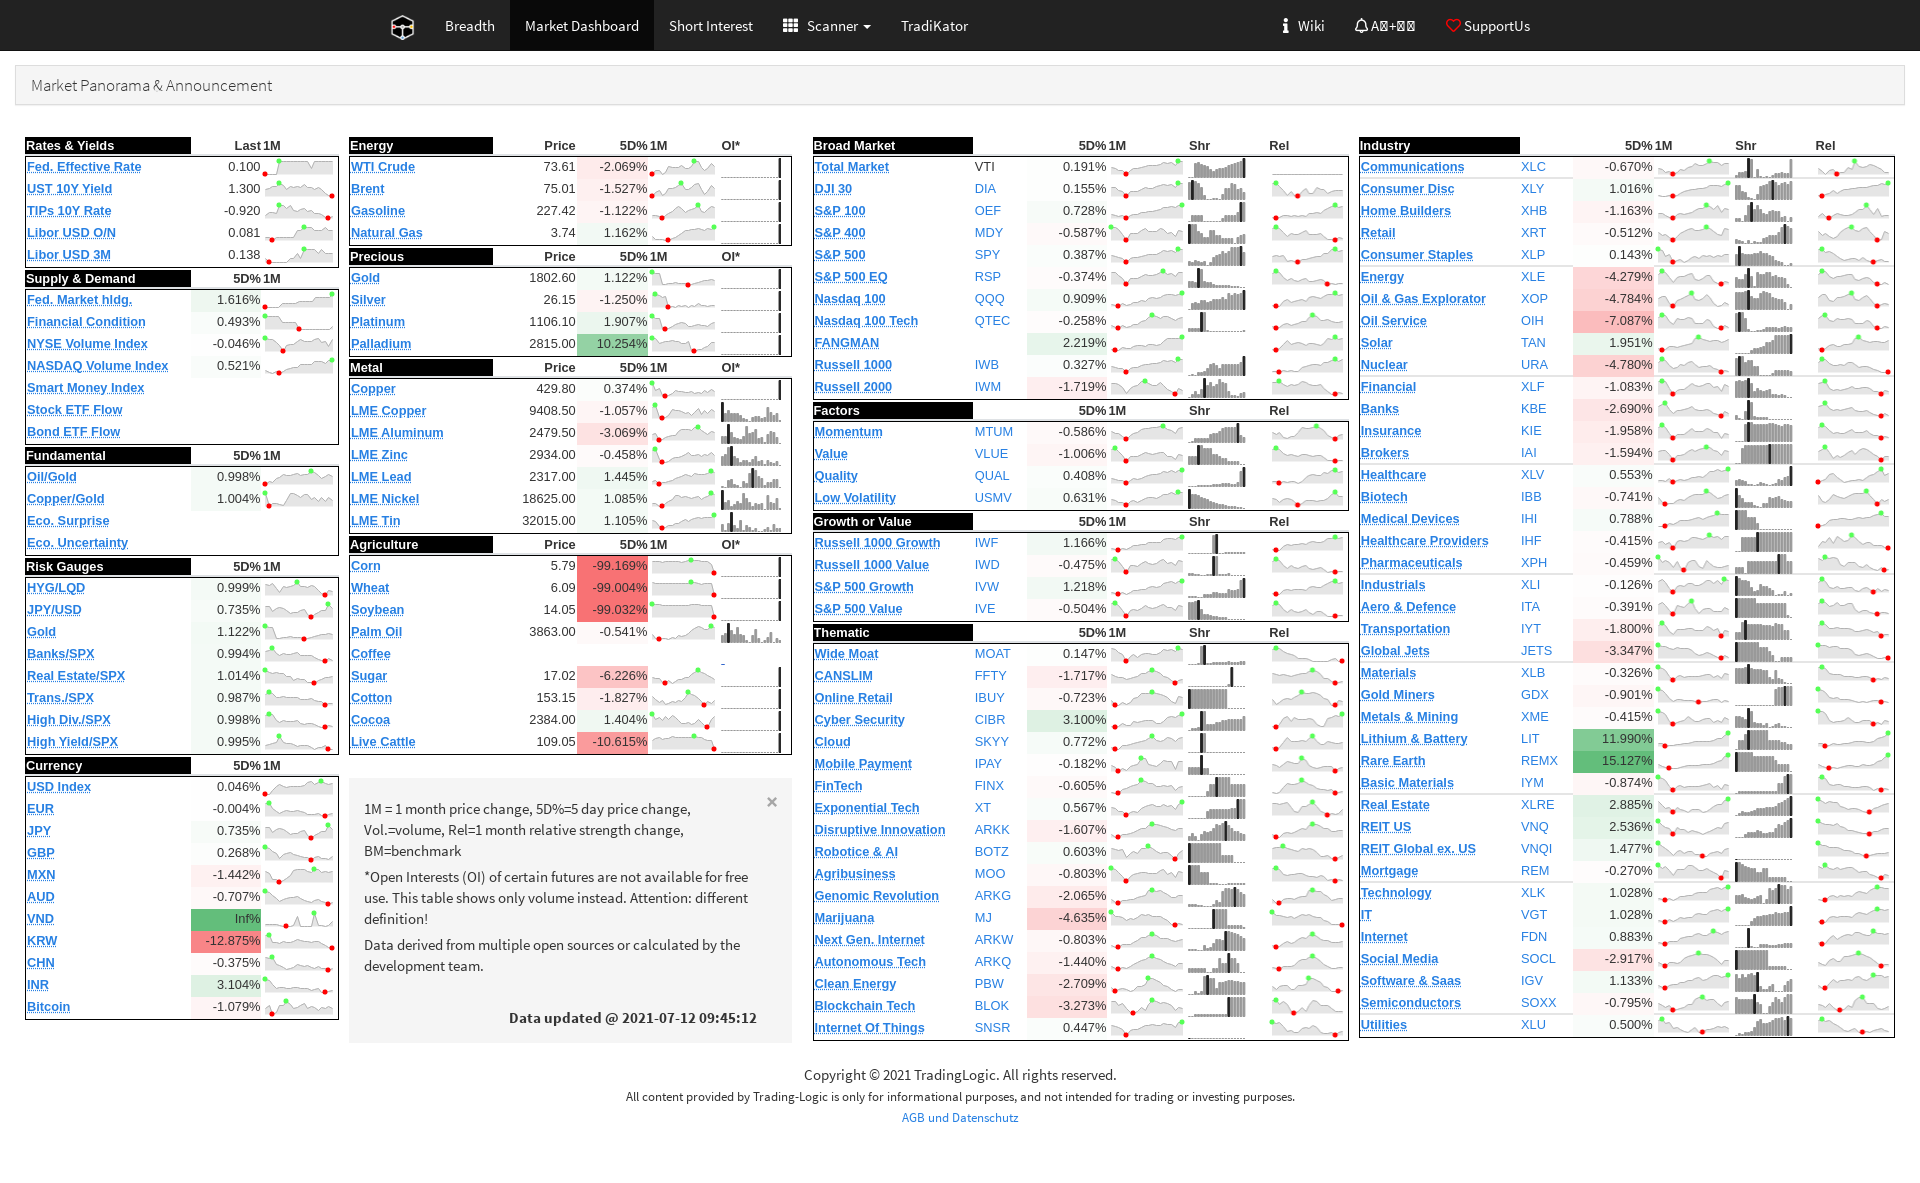 Breadth
Market Dashboard
Short Interest
Scanner
TradiKator
Wiki
SupportUs
Market Panorama & Announcement
Rates & Yields Last 1M
Fed. Effective Rate 0.100
UST 10Y Yield 1.300
TIPs 10Y Rate -0.920
Libor USD O/N 0.081
Libor USD 3M 0.138
Supply & Demand 5D% 1M
Fed. Market hldg. 1.616%
Financial Condition 0.493%
NYSE Volume Index -0.046%
NASDAQ Volume Index 0.521%
Smart Money Index
Stock ETF Flow
Bond ETF Flow
Fundamental 5D% 1M
Oil/Gold 0.998%
Copper/Gold 1.004%
Eco. Surprise
Eco. Uncertainty
Risk Gauges 5D% 1M
HYG/LQD 0.999%
JPY/USD 0.735%
Gold 1.122%
Banks/SPX 0.994%
Real Estate/SPX 1.014%
Trans./SPX 0.987%
High Div./SPX 0.998%
High Yield/SPX 0.995%
Currency 5D% 1M
USD Index 0.046%
EUR -0.004%
JPY 0.735%
GBP 0.268%
MXN -1.442%
AUD -0.707%
VND Inf%
KRW -12.875%
CHN -0.375%
INR 3.104%
Bitcoin -1.079%
Energy Price 5D% 1M OI*
WTI Crude 73.61 -2.069%
Brent 75.01 -1.527%
Gasoline 227.42 -1.122%
Natural Gas 3.74 1.162%
Precious Price 5D% 1M OI*
Gold 1802.60 1.122%
Silver 26.15 -1.250%
Platinum 1106.10 1.907%
Palladium 2815.00 10.254%
Metal Price 5D% 1M OI*
Copper 429.80 0.374%
LME Copper 9408.50 -1.057%
LME Aluminum 2479.50 -3.069%
LME Zinc 2934.00 -0.458%
LME Lead 2317.00 1.445%
LME Nickel 18625.00 1.085%
LME Tin 32015.00 1.105%
Agriculture Price 5D% 1M OI*
Corn 5.79 -99.169%
Wheat 6.09 -99.004%
Soybean 14.05 -99.032%
Palm Oil 3863.00 -0.541%
Coffee -
Sugar 17.02 -6.226%
Cotton 153.15 -1.827%
Cocoa 2384.00 1.404%
Live Cattle 109.05 -10.615%
×
1M = 1 month price change, 5D%=5 day price change,
Vol.=volume, Rel=1 month relative strength change,
BM=benchmark
*Open Interests (OI) of certain futures are not available for free
use. This table shows only volume instead. Attention: different
definition!
Data derived from multiple open sources or calculated by the
development team.
Data updated @ 2021-07-12 09:45:12
Broad Market 5D% 1M Shr Rel
Total Market VTI 0.191%
DJI 30 DIA 0.155%
S&P 100 OEF 0.728%
S&P 400 MDY -0.587%
S&P 500 SPY 0.387%
S&P 500 EQ RSP -0.374%
Nasdaq 100 QQQ 0.909%
Nasdaq 100 Tech QTEC -0.258%
FANGMAN 2.219%
Russell 1000 IWB 0.327%
Russell 2000 IWM -1.719%
Factors 5D% 1M Shr Rel
Momentum MTUM -0.586%
Value VLUE -1.006%
Quality QUAL 0.408%
Low Volatility USMV 0.631%
Growth or Value 5D% 1M Shr Rel
Russell 1000 Growth IWF 1.166%
Russell 1000 Value IWD -0.475%
S&P 500 Growth IVW 1.218%
S&P 500 Value IVE -0.504%
Thematic 5D% 1M Shr Rel
Wide Moat MOAT 0.147%
CANSLIM FFTY -1.717%
Online Retail IBUY -0.723%
Cyber Security CIBR 3.100%
Cloud SKYY 0.772%
Mobile Payment IPAY -0.182%
FinTech FINX -0.605%
Exponential Tech XT 0.567%
Disruptive Innovation ARKK -1.607%
Robotice & AI BOTZ 0.603%
Agribusiness MOO -0.803%
Genomic Revolution ARKG -2.065%
Marijuana MJ -4.635%
Next Gen. Internet ARKW -0.803%
Autonomous Tech ARKQ -1.440%
Clean Energy PBW -2.709%
Blockchain Tech BLOK -3.273%
Internet Of Things SNSR 0.447%
Industry 5D% 1M Shr Rel
Communications XLC -0.670%
Consumer Disc XLY 1.016%
Home Builders XHB -1.163%
Retail XRT -0.512%
Consumer Staples XLP 0.143%
Energy XLE -4.279%
Oil & Gas Explorator XOP -4.784%
Oil Service OIH -7.087%
Solar TAN 1.951%
Nuclear URA -4.780%
Financial XLF -1.083%
Banks KBE -2.690%
Insurance KIE -1.958%
Brokers IAI -1.594%
Healthcare XLV 0.553%
Biotech IBB -0.741%
Medical Devices IHI 0.788%
Healthcare Providers IHF -0.415%
Pharmaceuticals XPH -0.459%
Industrials XLI -0.126%
Aero & Defence ITA -0.391%
Transportation IYT -1.800%
Global Jets JETS -3.347%
Materials XLB -0.326%
Gold Miners GDX -0.901%
Metals & Mining XME -0.415%
Lithium & Battery LIT 11.990%
Rare Earth REMX 15.127%
Basic Materials IYM -0.874%
Real Estate XLRE 2.885%
REIT US VNQ 2.536%
REIT Global ex. US VNQI 1.477%
Mortgage REM -0.270%
Technology XLK 1.028%
IT VGT 1.028%
Internet FDN 0.883%
Social Media SOCL -2.917%
Software & Saas IGV 1.133%
Semiconductors SOXX -0.795%
Utilities XLU 0.500%
Copyright © 2021 TradingLogic. All rights reserved.
All content provided by Trading-Logic is only for informational purposes, and not intended for trading or investing purposes.
AGB und Datenschutz